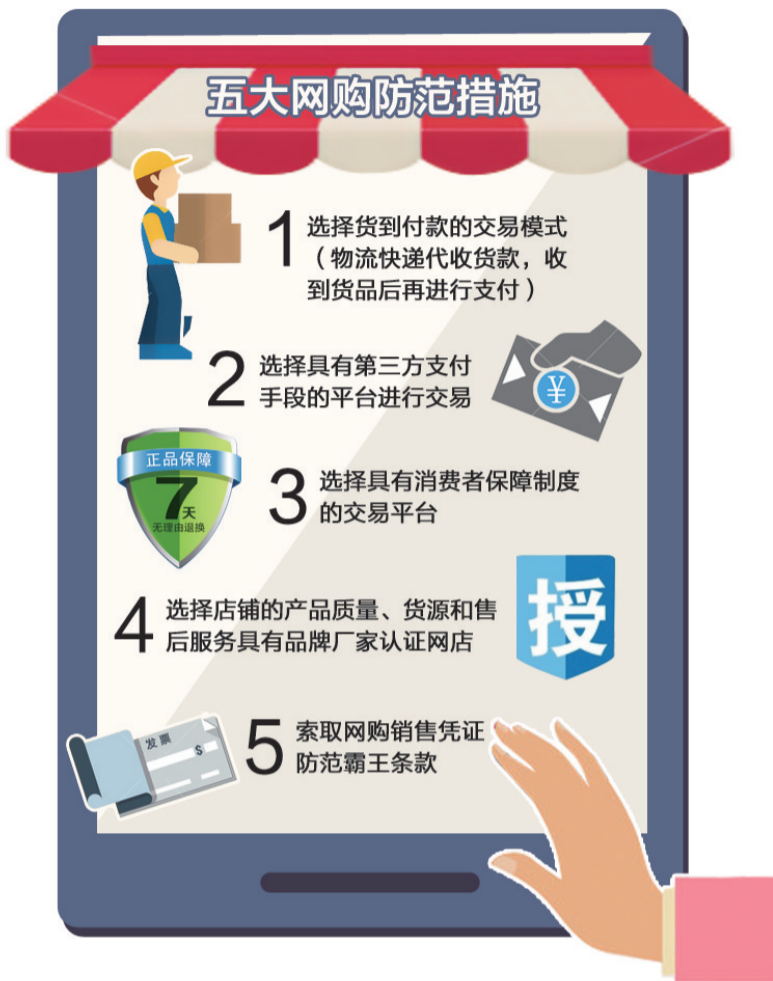 五大网购防范措施
1 选择货到付款的交易模式
（物流快递代收货款，收
到货品后再进行支付）
2 选择具有第三方支付
手段的平台进行交易
¥
正品保障
7天
无理由退换
3 选择具有消费者保障制度
的交易平台
4 选择店铺的产品质量、货源和售
后服务具有品牌厂家认证网店
授
发票
$
5 索取网购销售凭证
防范霸王条款